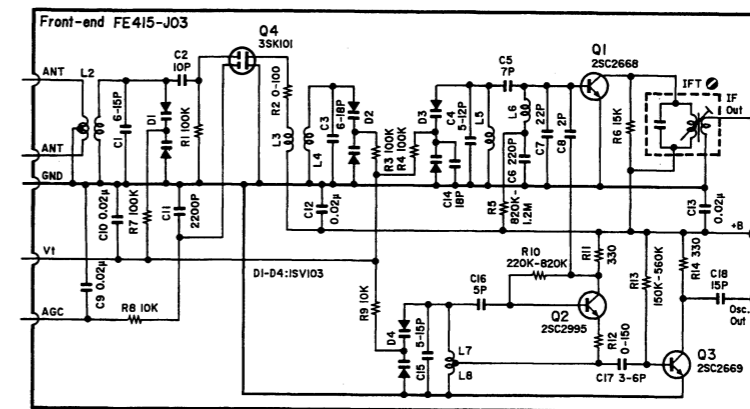 Front-end FE415-J03
Q4
3SK101
Q1
2SC2668
ANT
L2
C2
10P
C5
7P
IFT
IF
Out
C1 6-15P
D1
R1 100K
R2 0-100
L3
L4
C3 6-18P
D2
R3 100K
R4 100K
D3
C4 5-12P
L5
L6
C6 220P
C7 22P
C8 2P
R6 15K
ANT
GND
C10 0.02μ
R7 100K
C11
2200P
C12
0.02μ
C14
18P
R5
820K-
1.2M
C13
0.02μ
+B
Vt
C9 0.02μ
D1-D4:1SV103
R10
220K-820K
R11
330
R13
150K-560K
R14 330
C18
15P
AGC
R8 10K
R9 10K
C16
5P
D4
C15 5-15P
L7
L8
Q2
2SC2995
R12
0-150
C17 3-6P
Q3
2SC2669
Osc.
Out